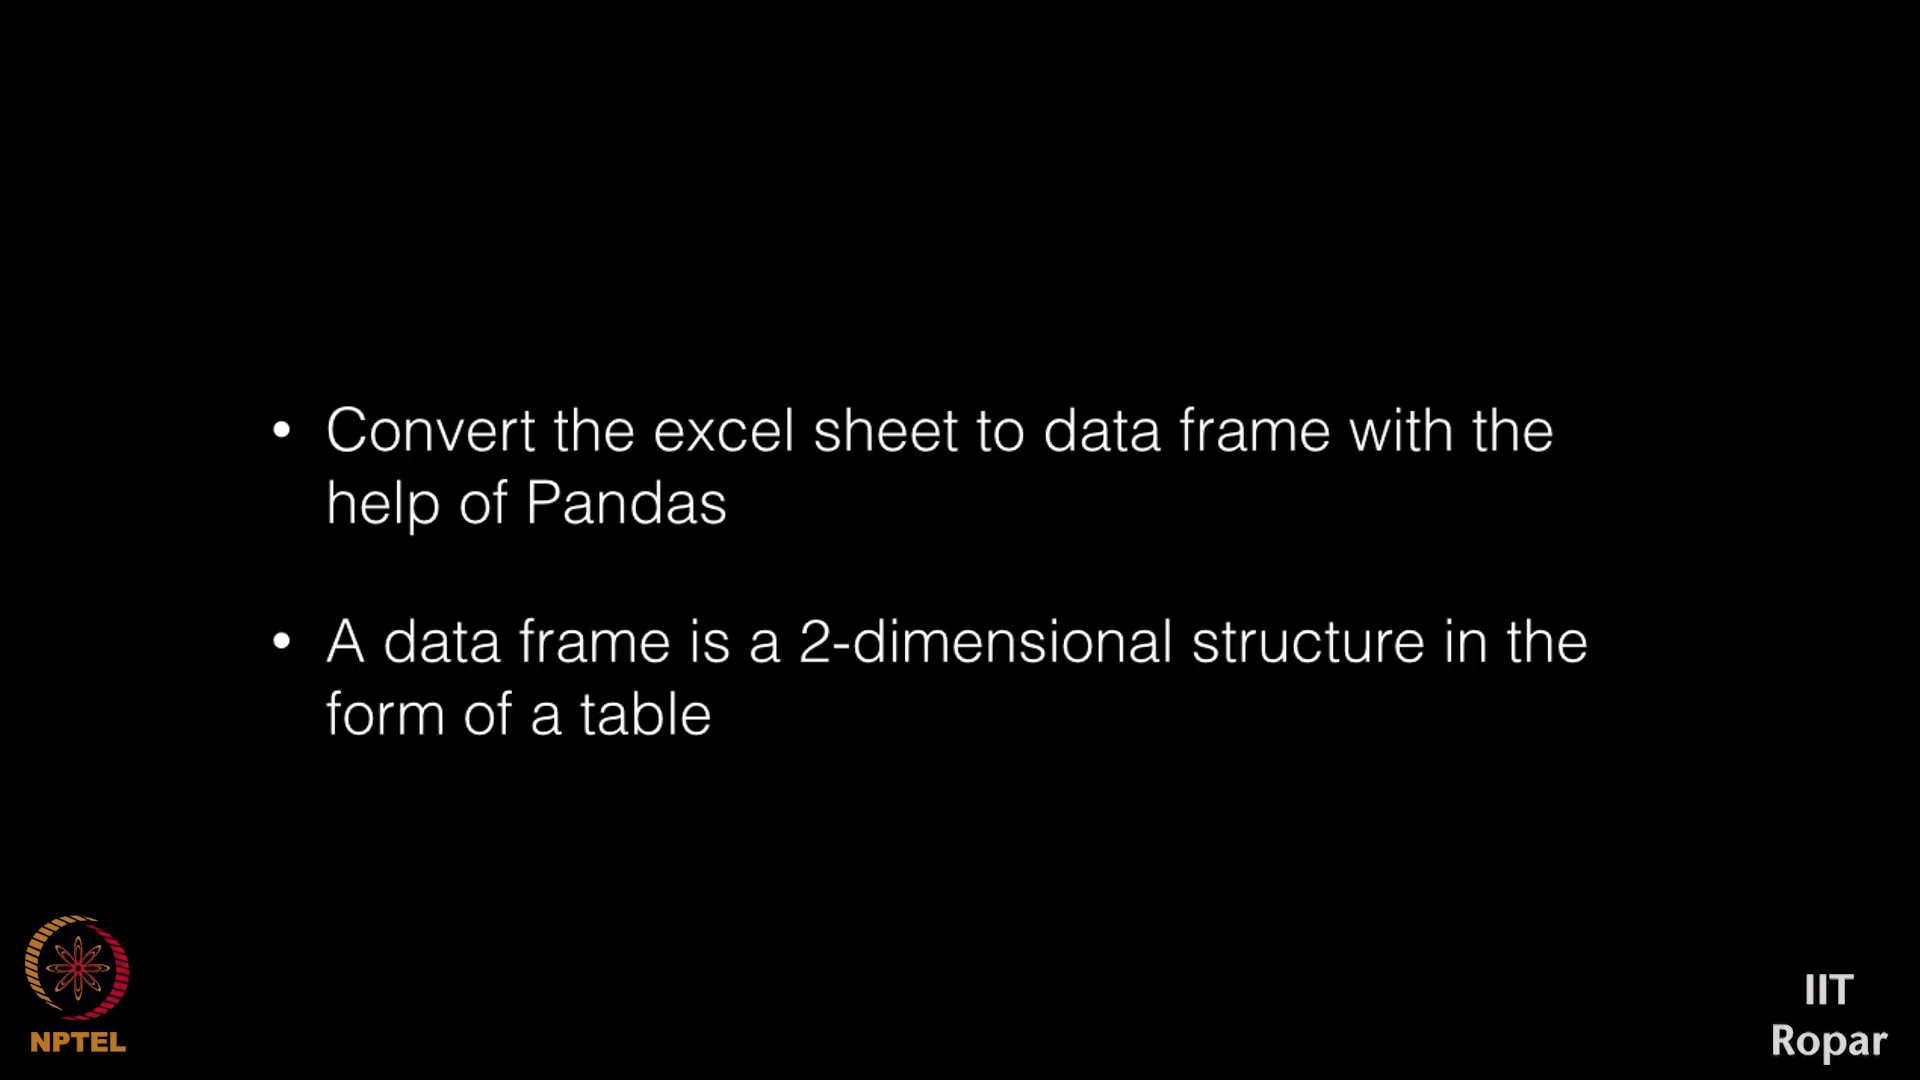 • Convert the excel sheet to data frame with the
help of Pandas
• A data frame is a 2-dimensional structure in the
form of a table
NPTEL
IIT
Ropar